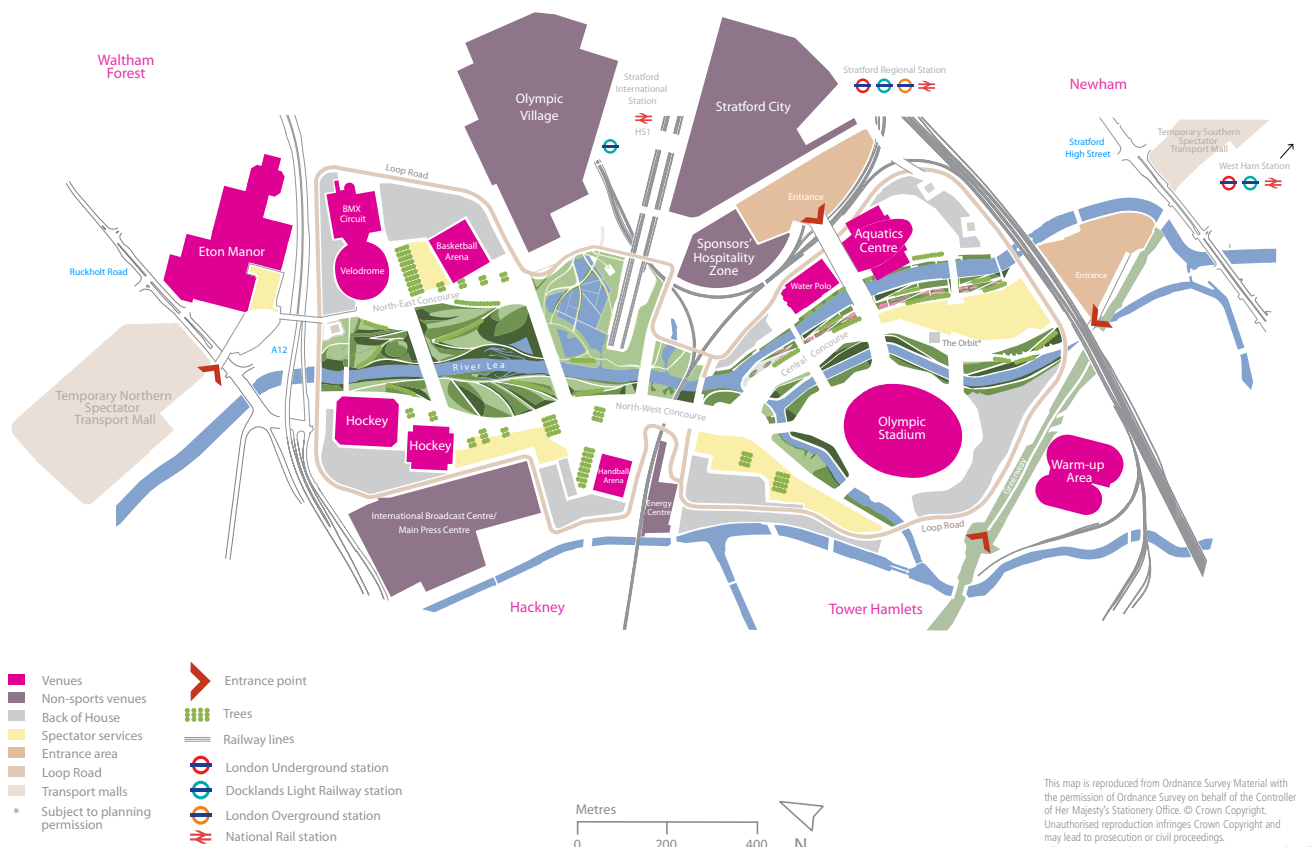 Waltham
Forest
Olympic
Village
Stratford
International
Station
HS1
Stratford City
Stratford Regional Station
Newham
Stratford
High Street
Temporary Southern
Spectator
Transport Mall
West Ham Station
Loop Road
BMX
Circuit
Eton Manor
Basketball
Arena
Velodrome
Ruckholt Road
North-East Concourse
Entrance
Sponsors'
Hospitality
Zone
Aquatics
Centre
Water Polo
Entrance
A12
River Lea
Central Concourse
The Orbit*
Temporary Northern
Spectator
Transport Mall
Hockey
Hockey
North-West Concourse
Olympic
Stadium
Handball
Arena
Warm-up
Area
Greenway
Energy
Centre
International Broadcast Centre/
Main Press Centre
Loop Road
Hackney
Tower Hamlets
Venues
Non-sports venues
Back of House
Spectator services
Entrance area
Loop Road
Transport malls
* Subject to planning
permission
Entrance point
Trees
Railway lines
London Underground station
Docklands Light Railway station
London Overground station
National Rail station
Metres
0 200 400
N
This map is reproduced from Ordnance Survey Material with
the permission of Ordnance Survey on behalf of the Controller
of Her Majesty's Stationery Office. © Crown Copyright.
Unauthorised reproduction infringes Crown Copyright and
may lead to prosecution or civil proceedings.